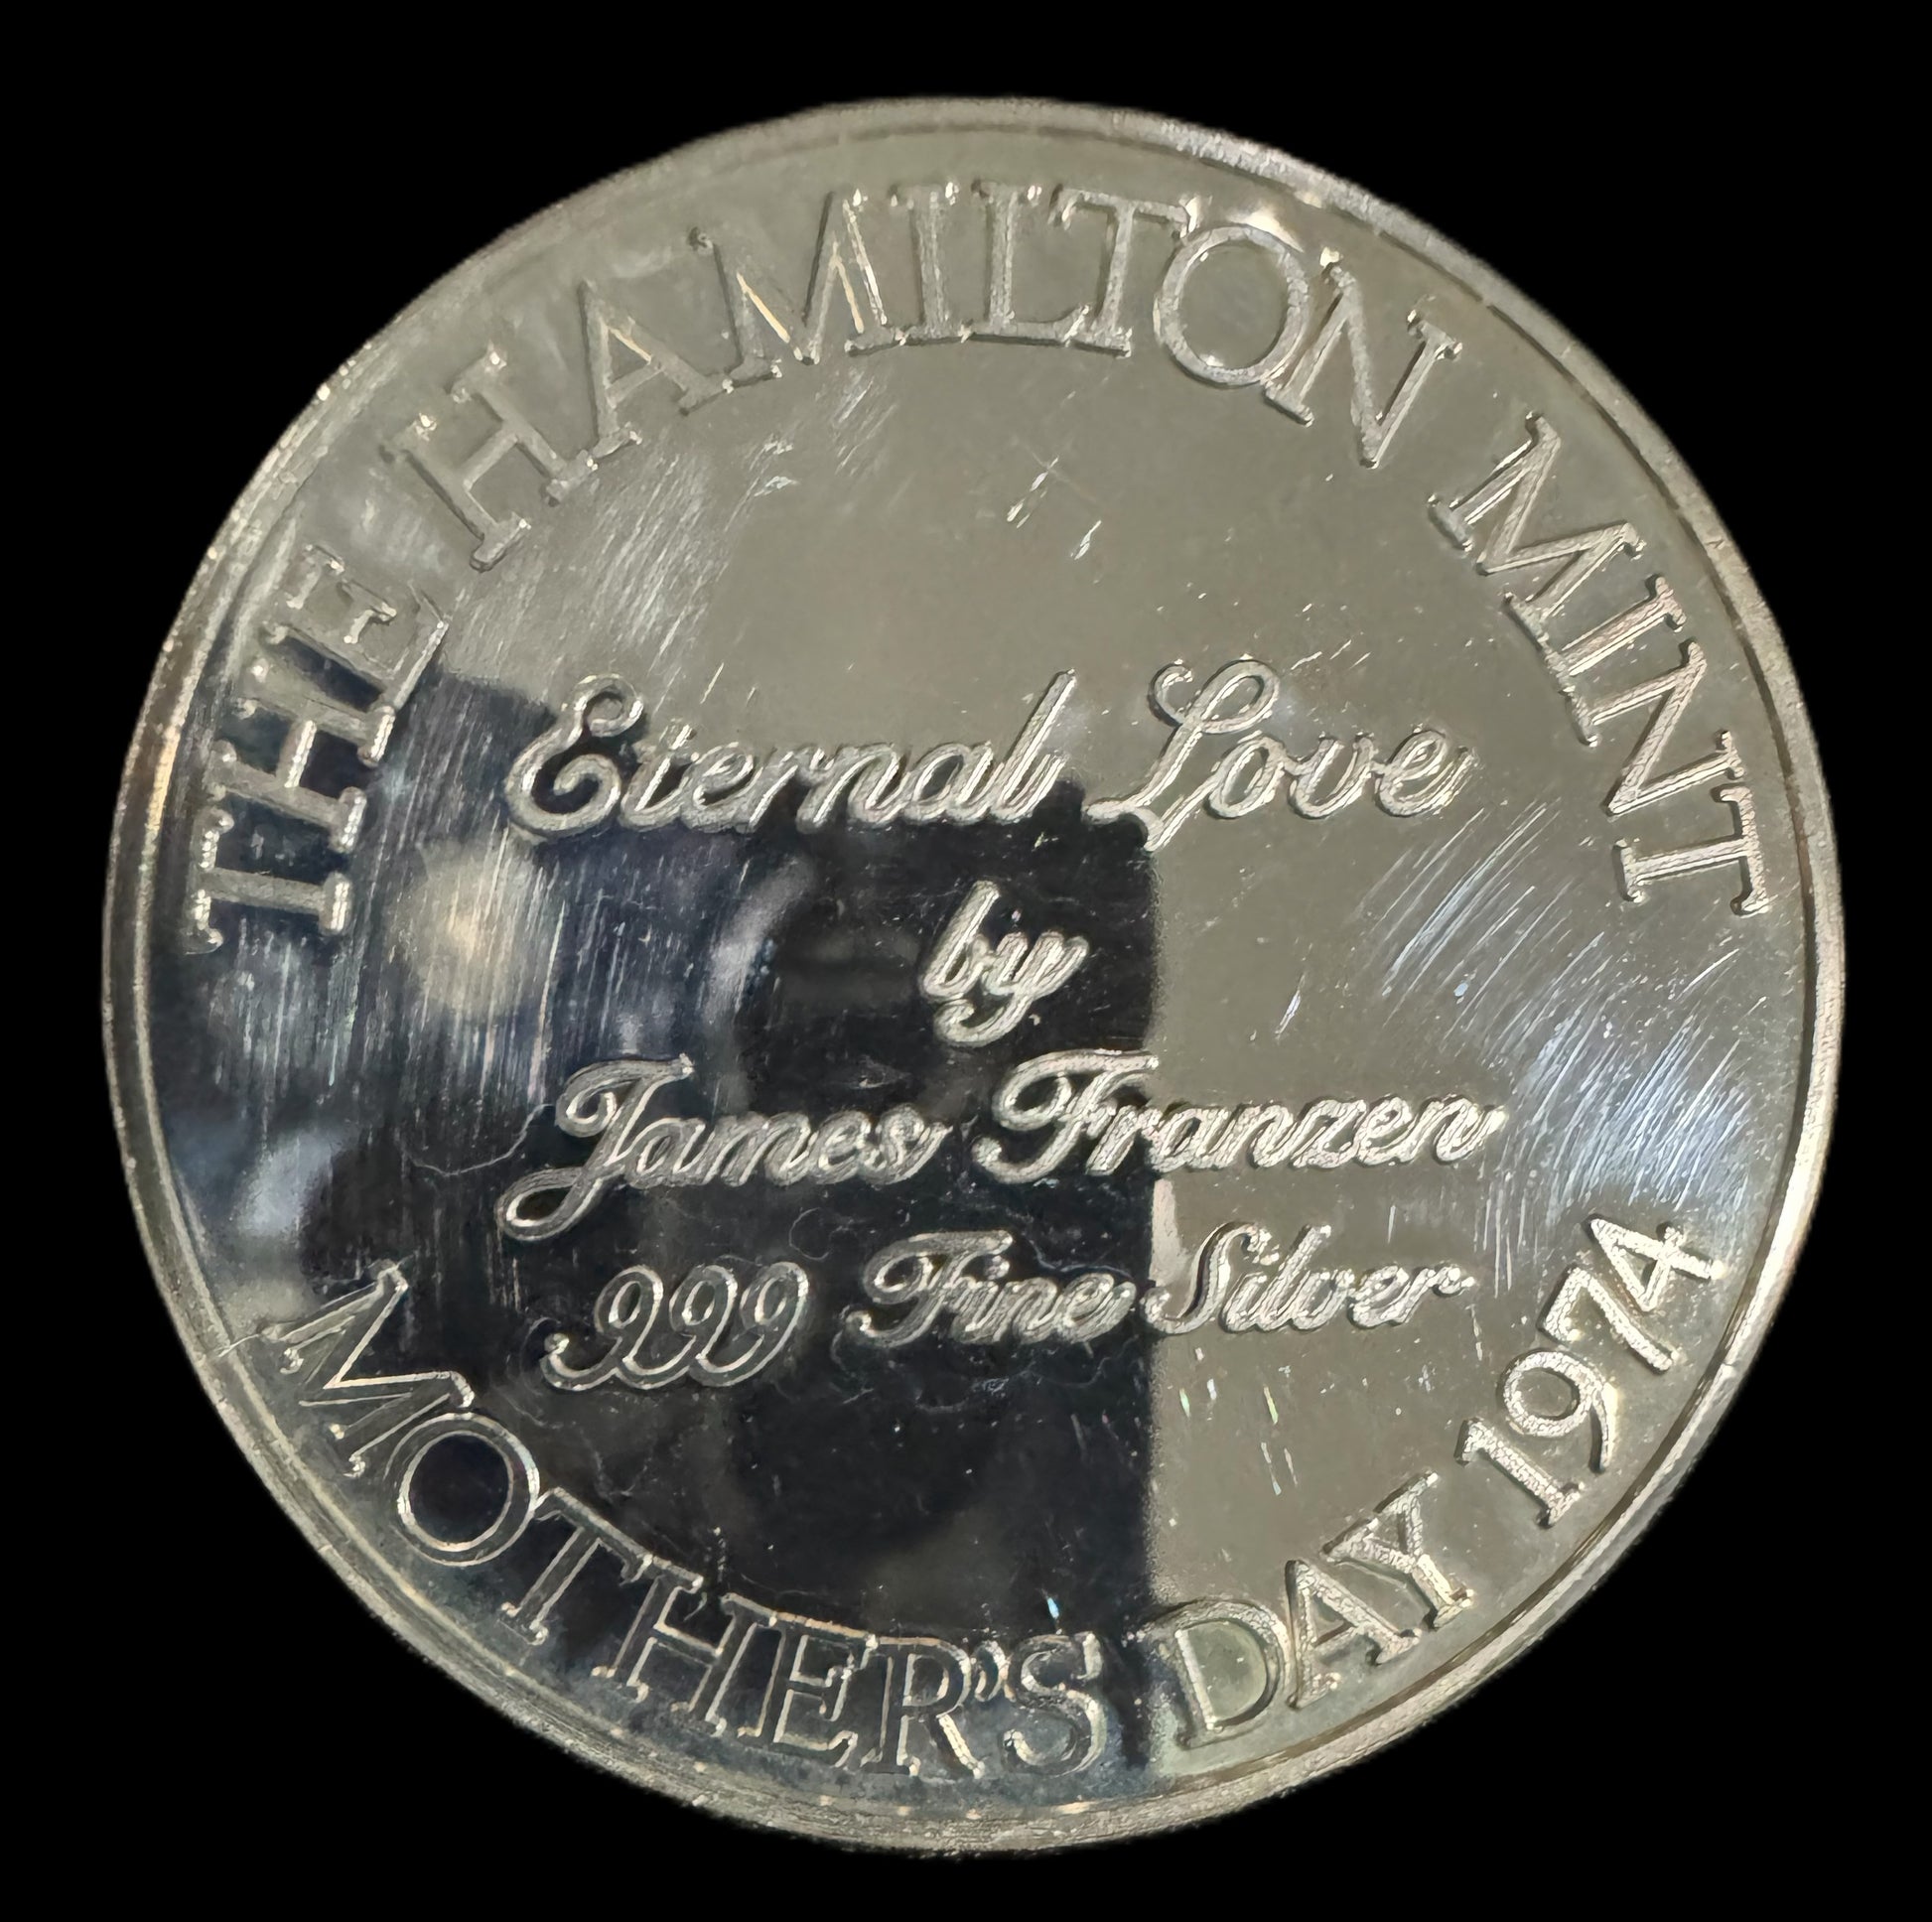 THE HAMILTON MINT
Eternal Love
by
James Franzen
999 Fine Silver
MOTHER'S DAY 1974